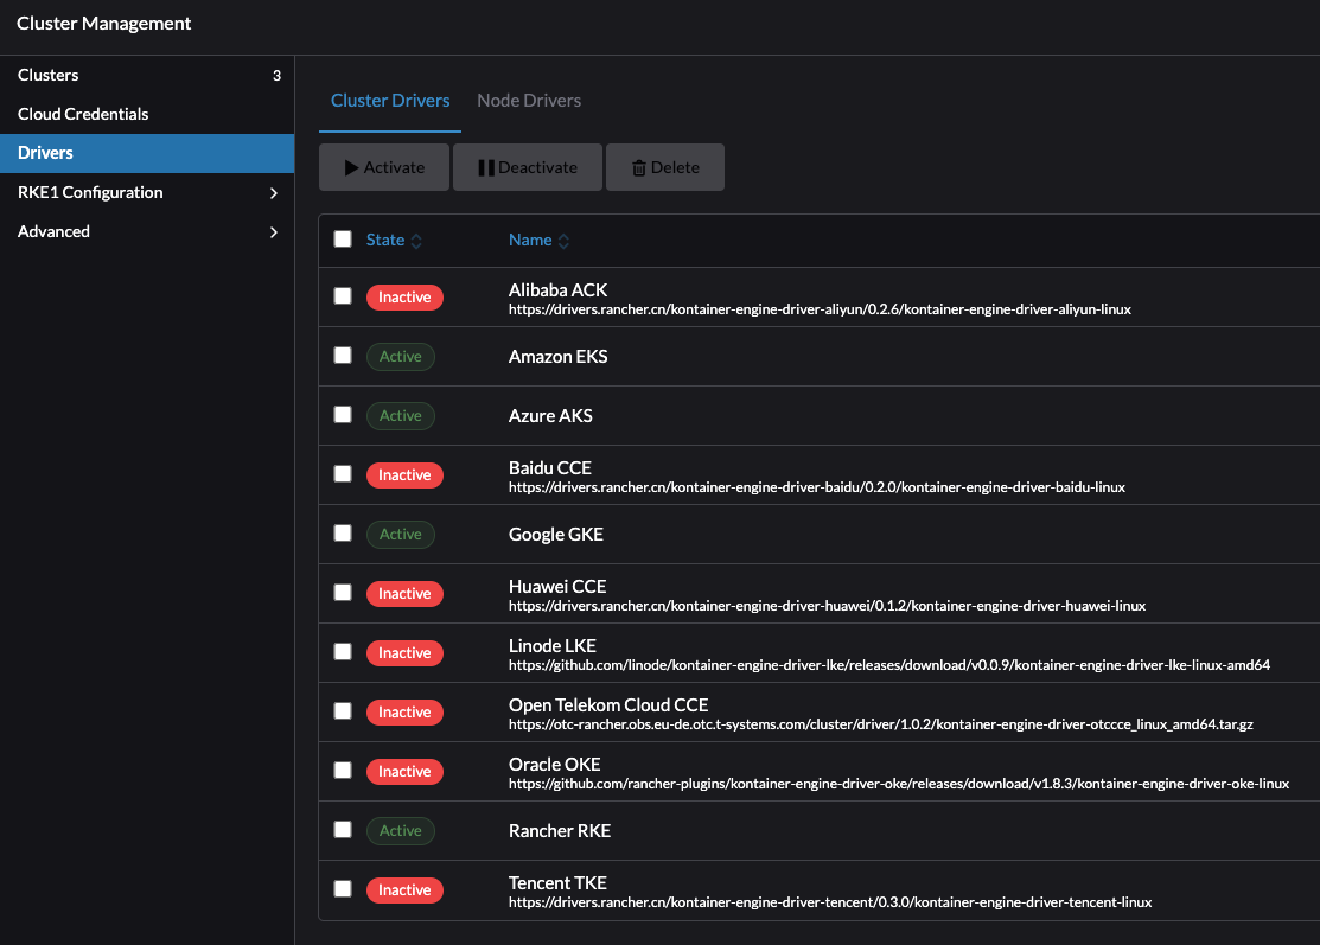 Cluster Management
Clusters 3
Cloud Credentials
Drivers
RKE1 Configuration
Advanced
Cluster Drivers Node Drivers
Activate Deactivate Delete
State Name
Inactive Alibaba ACK
https://drivers.rancher.cn/kontainer-engine-driver-aliyun/0.2.6/kontainer-engine-driver-aliyun-linux
Active Amazon EKS
Active Azure AKS
Inactive Baidu CCE
https://drivers.rancher.cn/kontainer-engine-driver-baidu/0.2.0/kontainer-engine-driver-baidu-linux
Active Google GKE
Inactive Huawei CCE
https://drivers.rancher.cn/kontainer-engine-driver-huawei/0.1.2/kontainer-engine-driver-huawei-linux
Inactive Linode LKE
https://github.com/linode/kontainer-engine-driver-lke/releases/download/v0.0.9/kontainer-engine-driver-lke-linux-amd64
Inactive Open Telekom Cloud CCE
https://otc-rancher.obs.eu-de.otc.t-systems.com/cluster/driver/1.0.2/kontainer-engine-driver-otccce_linux_amd64.tar.gz
Inactive Oracle OKE
https://github.com/rancher-plugins/kontainer-engine-driver-oke/releases/download/v1.8.3/kontainer-engine-driver-oke-linux
Active Rancher RKE
Inactive Tencent TKE
https://drivers.rancher.cn/kontainer-engine-driver-tencent/0.3.0/kontainer-engine-driver-tencent-linux